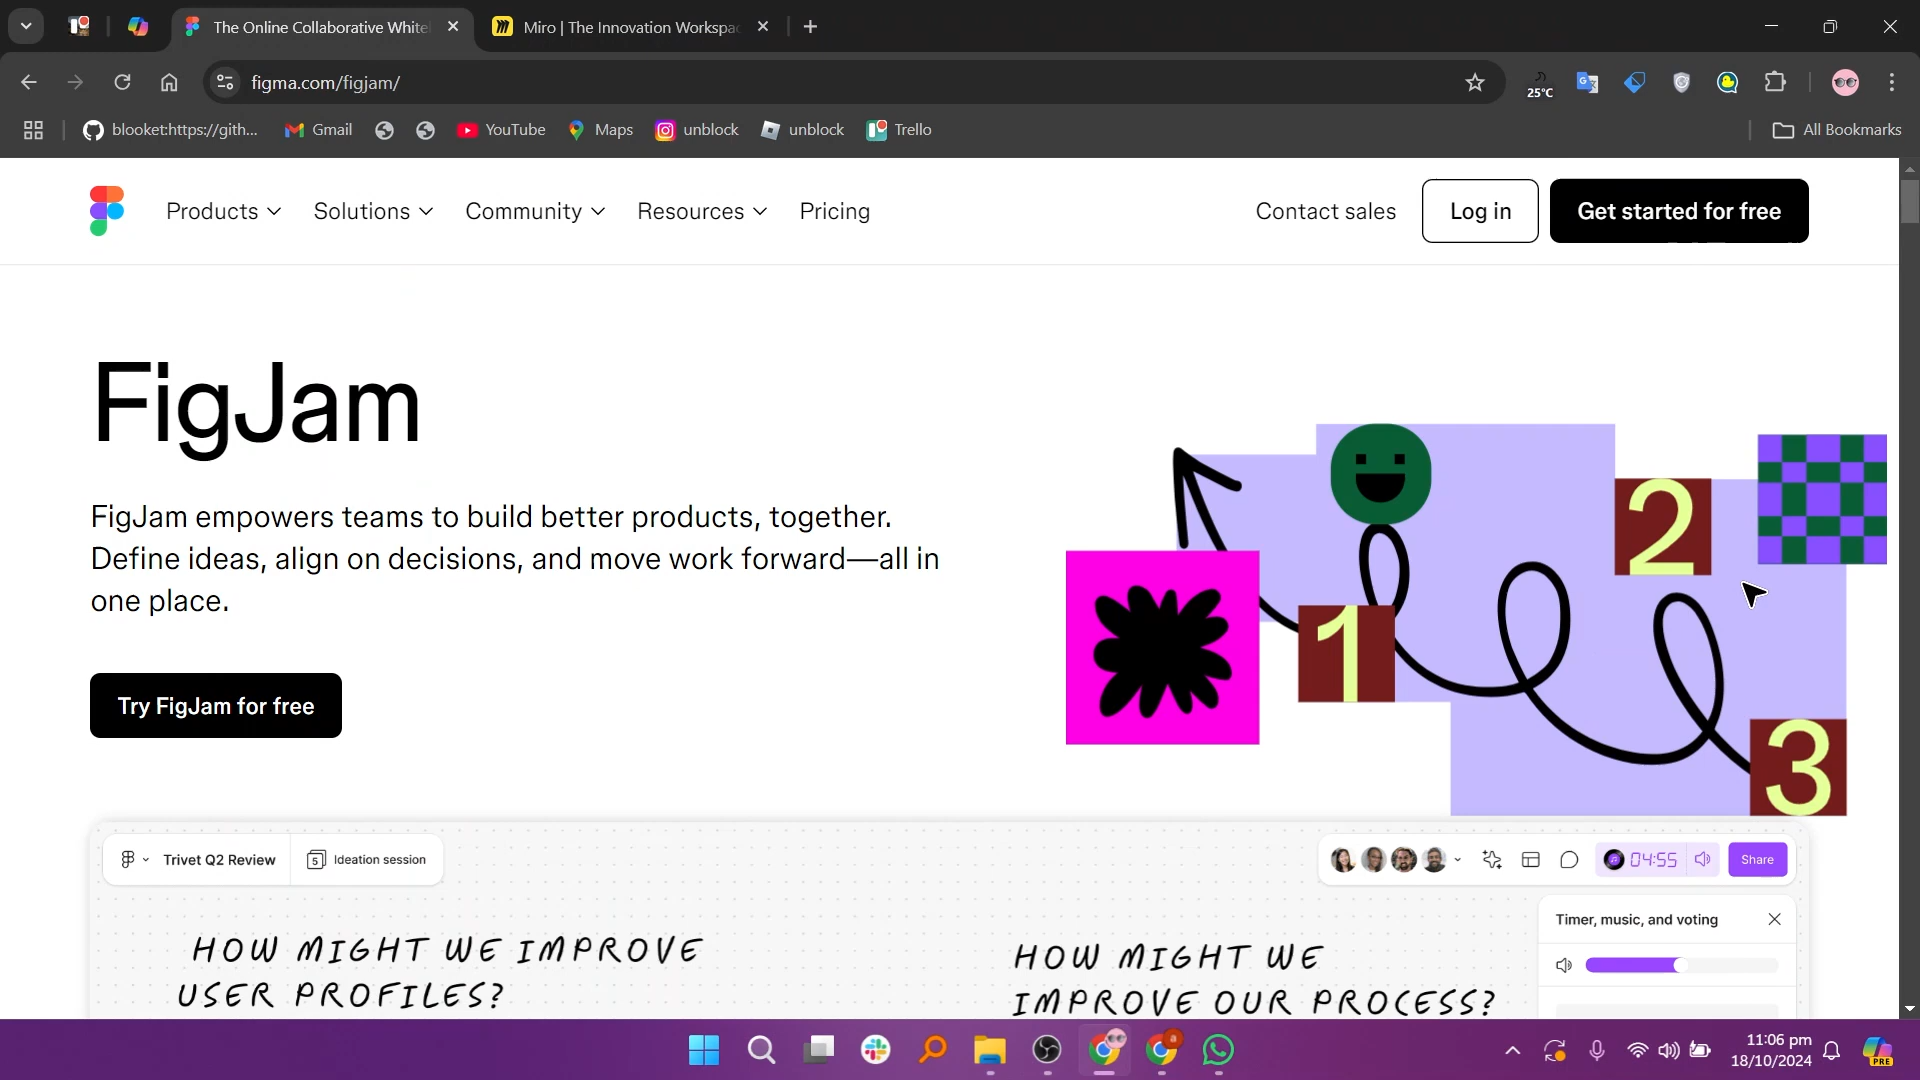 The Online Collaborative White
Miro | The Innovation Workspac
figma.com/figjam/
25°C
blooket:https://gith...
Gmail
YouTube
Maps
unblock
unblock
Trello
All Bookmarks
Products
Solutions
Community
Resources
Pricing
Contact sales
Log in
Get started for free
FigJam
FigJam empowers teams to build better products, together.
Define ideas, align on decisions, and move work forward—all in
one place.
Try FigJam for free
1
2
3
Trivet Q2 Review
5
Ideation session
04:55
Share
Timer, music, and voting
HOW MIGHT WE IMPROVE
USER PROFILES?
HOW MIGHT WE
IMPROVE OUR PROCESS?
11:06 pm
18/10/2024
PRE